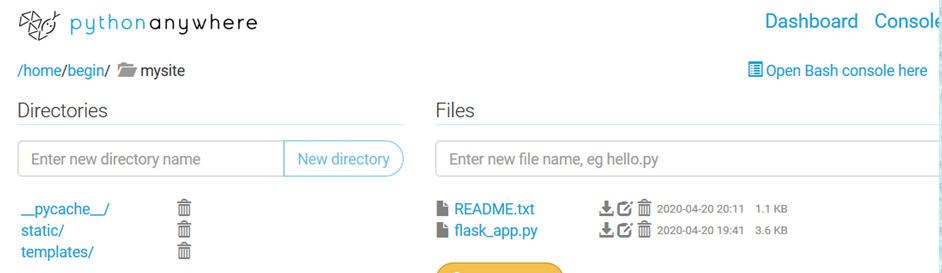 pythonanywhere
Dashboard Console
/home/begin/ mysite
Open Bash console here
Directories
Files
Enter new directory name New directory
Enter new file name, eg hello.py
__pycache__/
static/
templates/
README.txt 2020-04-20 20:11 1.1 KB
flask_app.py 2020-04-20 19:41 3.6 KB